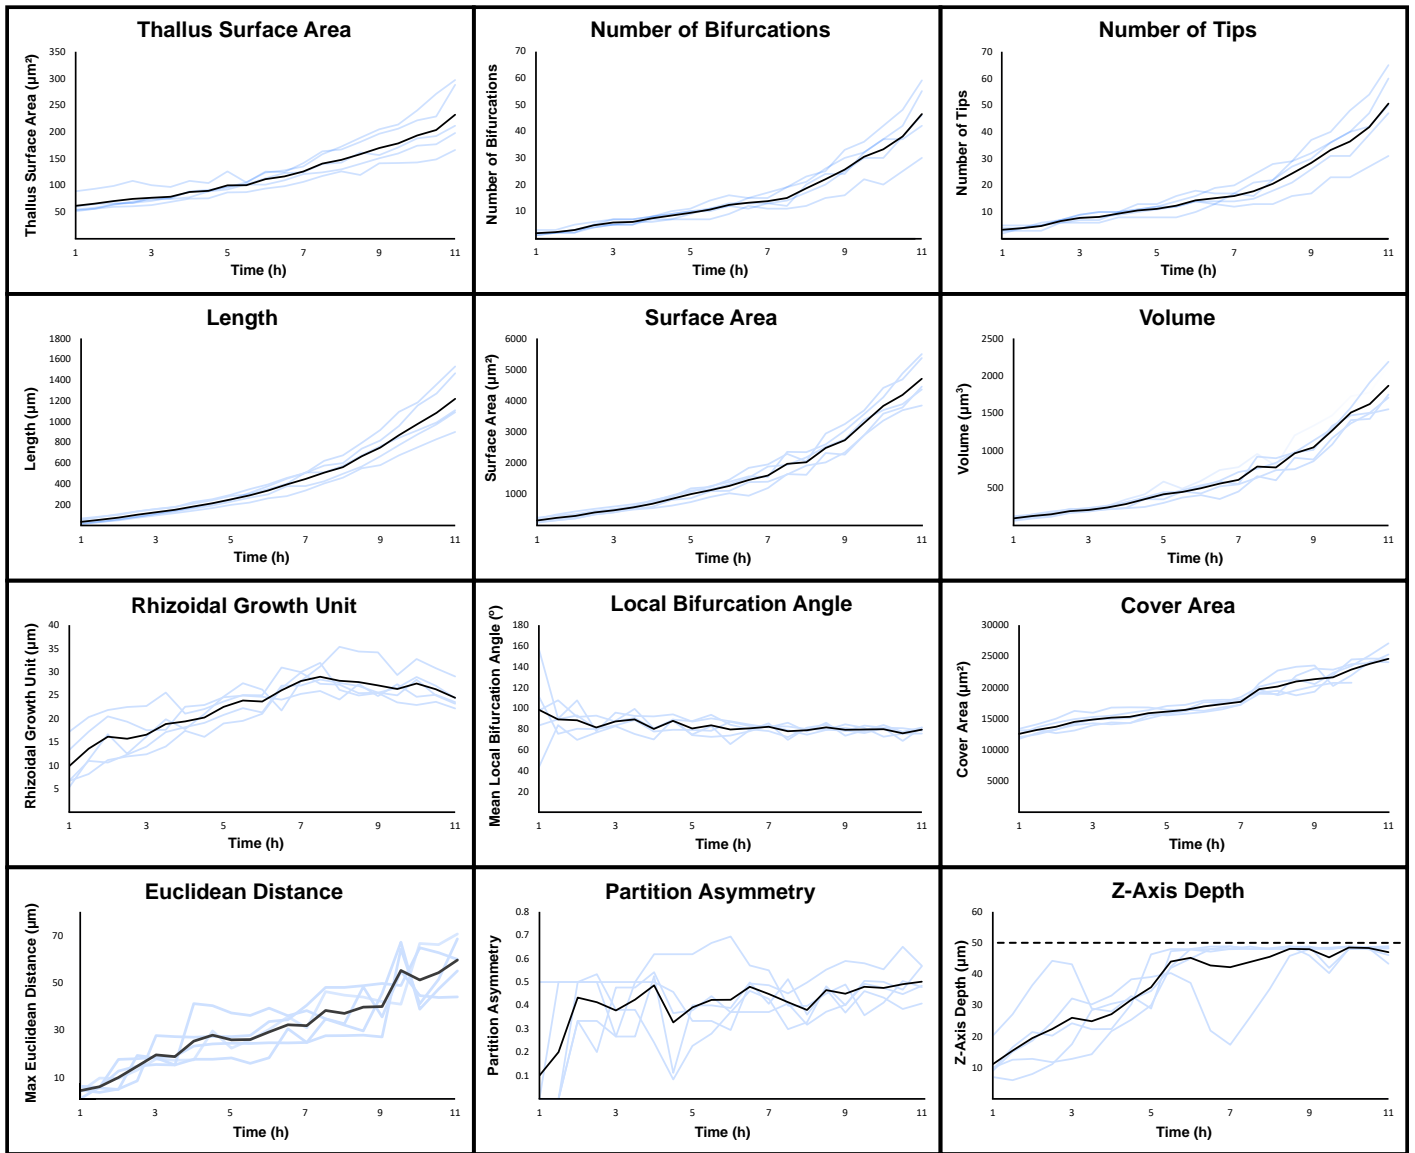 Thallus Surface Area
Thallus Surface Area (µm²)
350
300
250
200
150
100
50
1 3 5 7 9 11
Time (h)
Number of Bifurcations
Number of Bifurcations
70
60
50
40
30
20
10
1 3 5 7 9 11
Time (h)
Number of Tips
Number of Tips
70
60
50
40
30
20
10
1 3 5 7 9 11
Time (h)
Length
Length (µm)
1800
1600
1400
1200
1000
800
600
400
200
1 3 5 7 9 11
Time (h)
Surface Area
Surface Area (µm²)
6000
5000
4000
3000
2000
1000
1 3 5 7 9 11
Time (h)
Volume
Volume (µm³)
2500
2000
1500
1000
500
1 3 5 7 9 11
Time (h)
Rhizoidal Growth Unit
Rhizoidal Growth Unit (µm)
40
35
30
25
20
15
10
5
1 3 5 7 9 11
Time (h)
Local Bifurcation Angle
Mean Local Bifurcation Angle (º)
180
160
140
120
100
80
60
40
20
1 3 5 7 9 11
Time (h)
Cover Area
Cover Area (µm²)
30000
25000
20000
15000
10000
5000
1 3 5 7 9 11
Time (h)
Euclidean Distance
Max Euclidean Distance (µm)
70
50
30
10
1 3 5 7 9 11
Time (h)
Partition Asymmetry
Partition Asymmetry
0.8
0.7
0.6
0.5
0.4
0.3
0.2
0.1
1 3 5 7 9 11
Time (h)
Z-Axis Depth
Z-Axis Depth (µm)
60
50
40
30
20
10
1 3 5 7 9 11
Time (h)